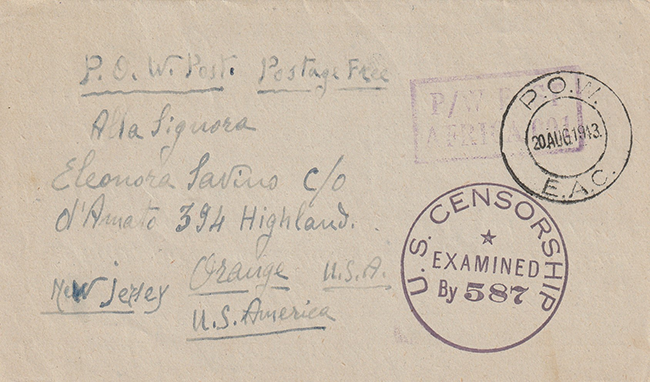 P.O.W. Post. Postage Free
Alla Signora
Eleonora Savino c/o
d'Amato 394 Highland.
Orange U.S.A.
New Jersey
U.S. America
P/W
P.O.W.
20 AUG 1943.
E.A.C.
U.S. CENSORSHIP
EXAMINED
By 587